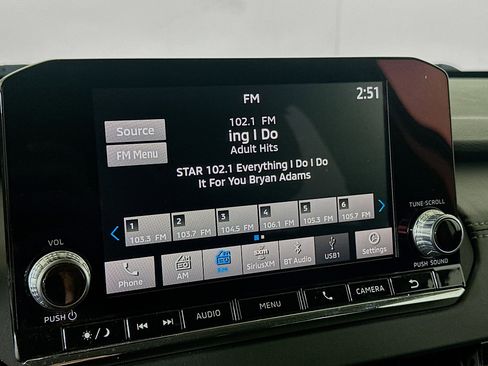 FM
2:51
Source
FM Menu
102.1 FM
ing I Do
Adult Hits
STAR 102.1 Everything I Do I Do
It For You Bryan Adams
1 2 3 4 5 6
103.3 FM 103.7 FM 104.5 FM 106.1 FM 105.3 FM 105.7 FM
Phone
AM
sxm
SiriusXM
BT Audio
USB1
Settings
VOL
PUSH
TUNE·SCROLL
PUSH SOUND
AUDIO
MENU
CAMERA